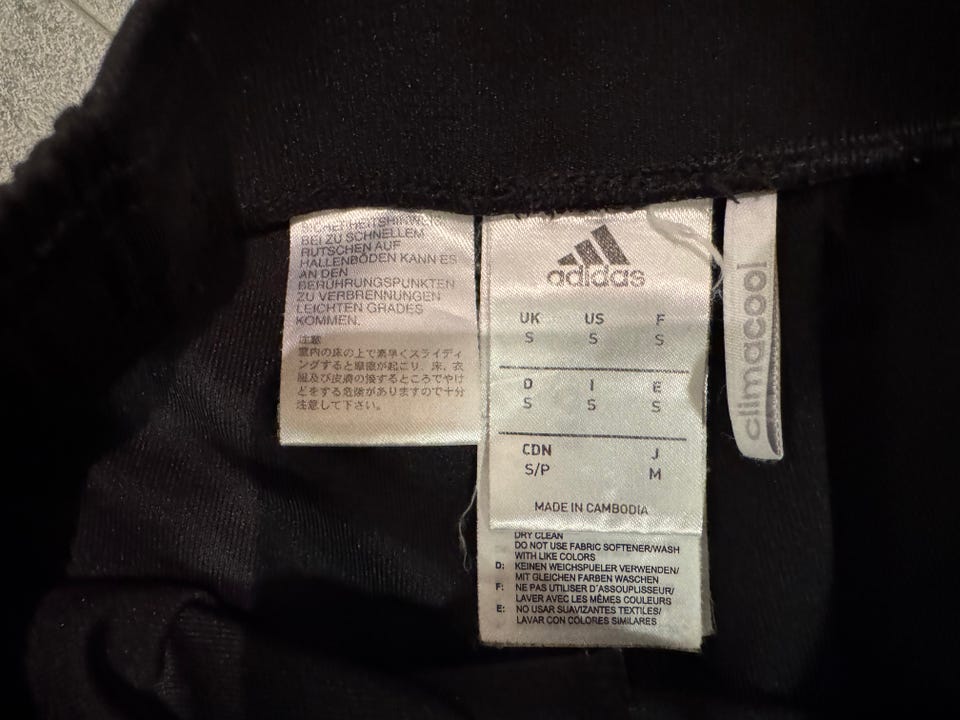 BEI ZU SCHNELLEM
RUTSCHEN AUF
HALLENBÖDEN KANN ES
AN DEN
BERÜHRUNGSPUNKTEN
ZU VERBRENNUNGEN
LEICHTEN GRADES
KOMMEN.
注意
室内の床の上で素早くスライディ
ングすると摩擦が起こり、床、衣
服及び皮膚の接するところでやけ
どをする危険がありますので十分
注意して下さい。
adidas
UK US F
S S S
D I E
S S S
CDN J
S/P M
MADE IN CAMBODIA
DRY CLEAN
DO NOT USE FABRIC SOFTENER/WASH
WITH LIKE COLORS
D: KEINEN WEICHSPUELER VERWENDEN/
MIT GLEICHEN FARBEN WASCHEN
F: NE PAS UTILISER D'ASSOUPLISSEUR/
LAVER AVEC LES MÊMES COULEURS
E: NO USAR SUAVIZANTES TEXTILES/
LAVAR CON COLORES SIMILARES
climacool